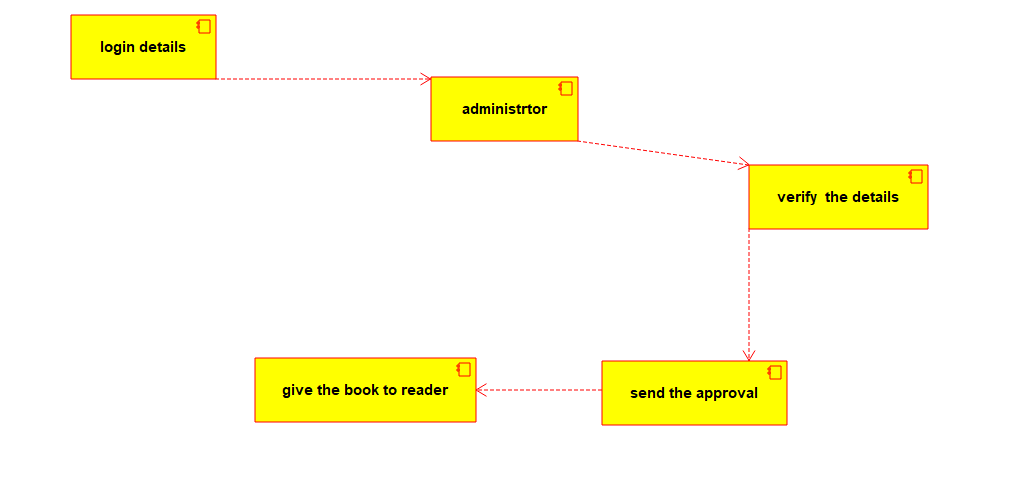 login details
administrtor
verify  the details
send the approval
give the book to reader